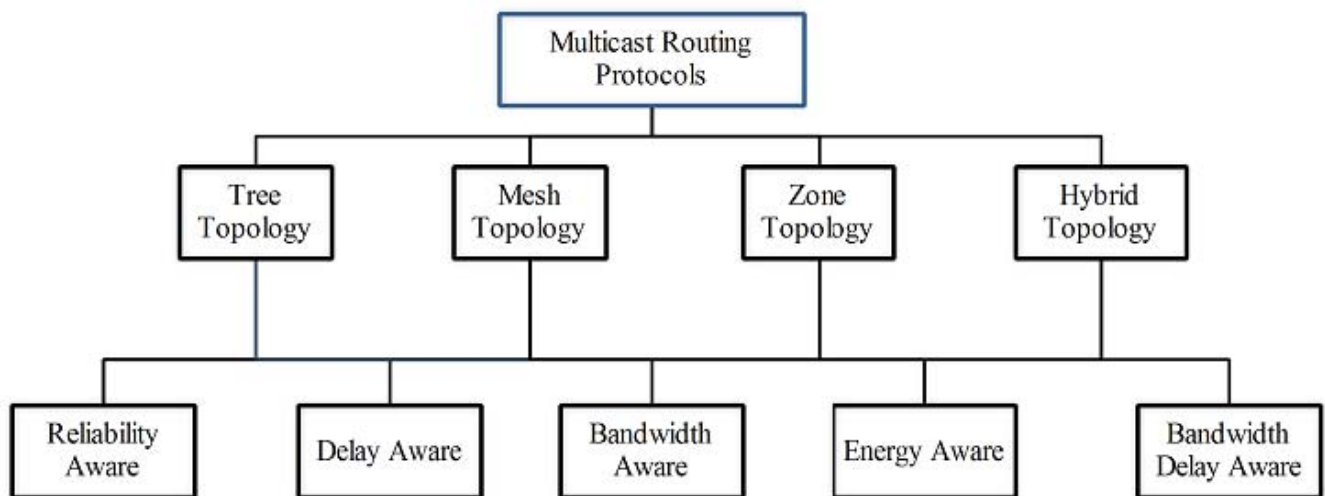 Multicast Routing
Protocols
Tree
Topology
Mesh
Topology
Zone
Topology
Hybrid
Topology
Reliability
Aware
Delay Aware
Bandwidth
Aware
Energy Aware
Bandwidth
Delay Aware